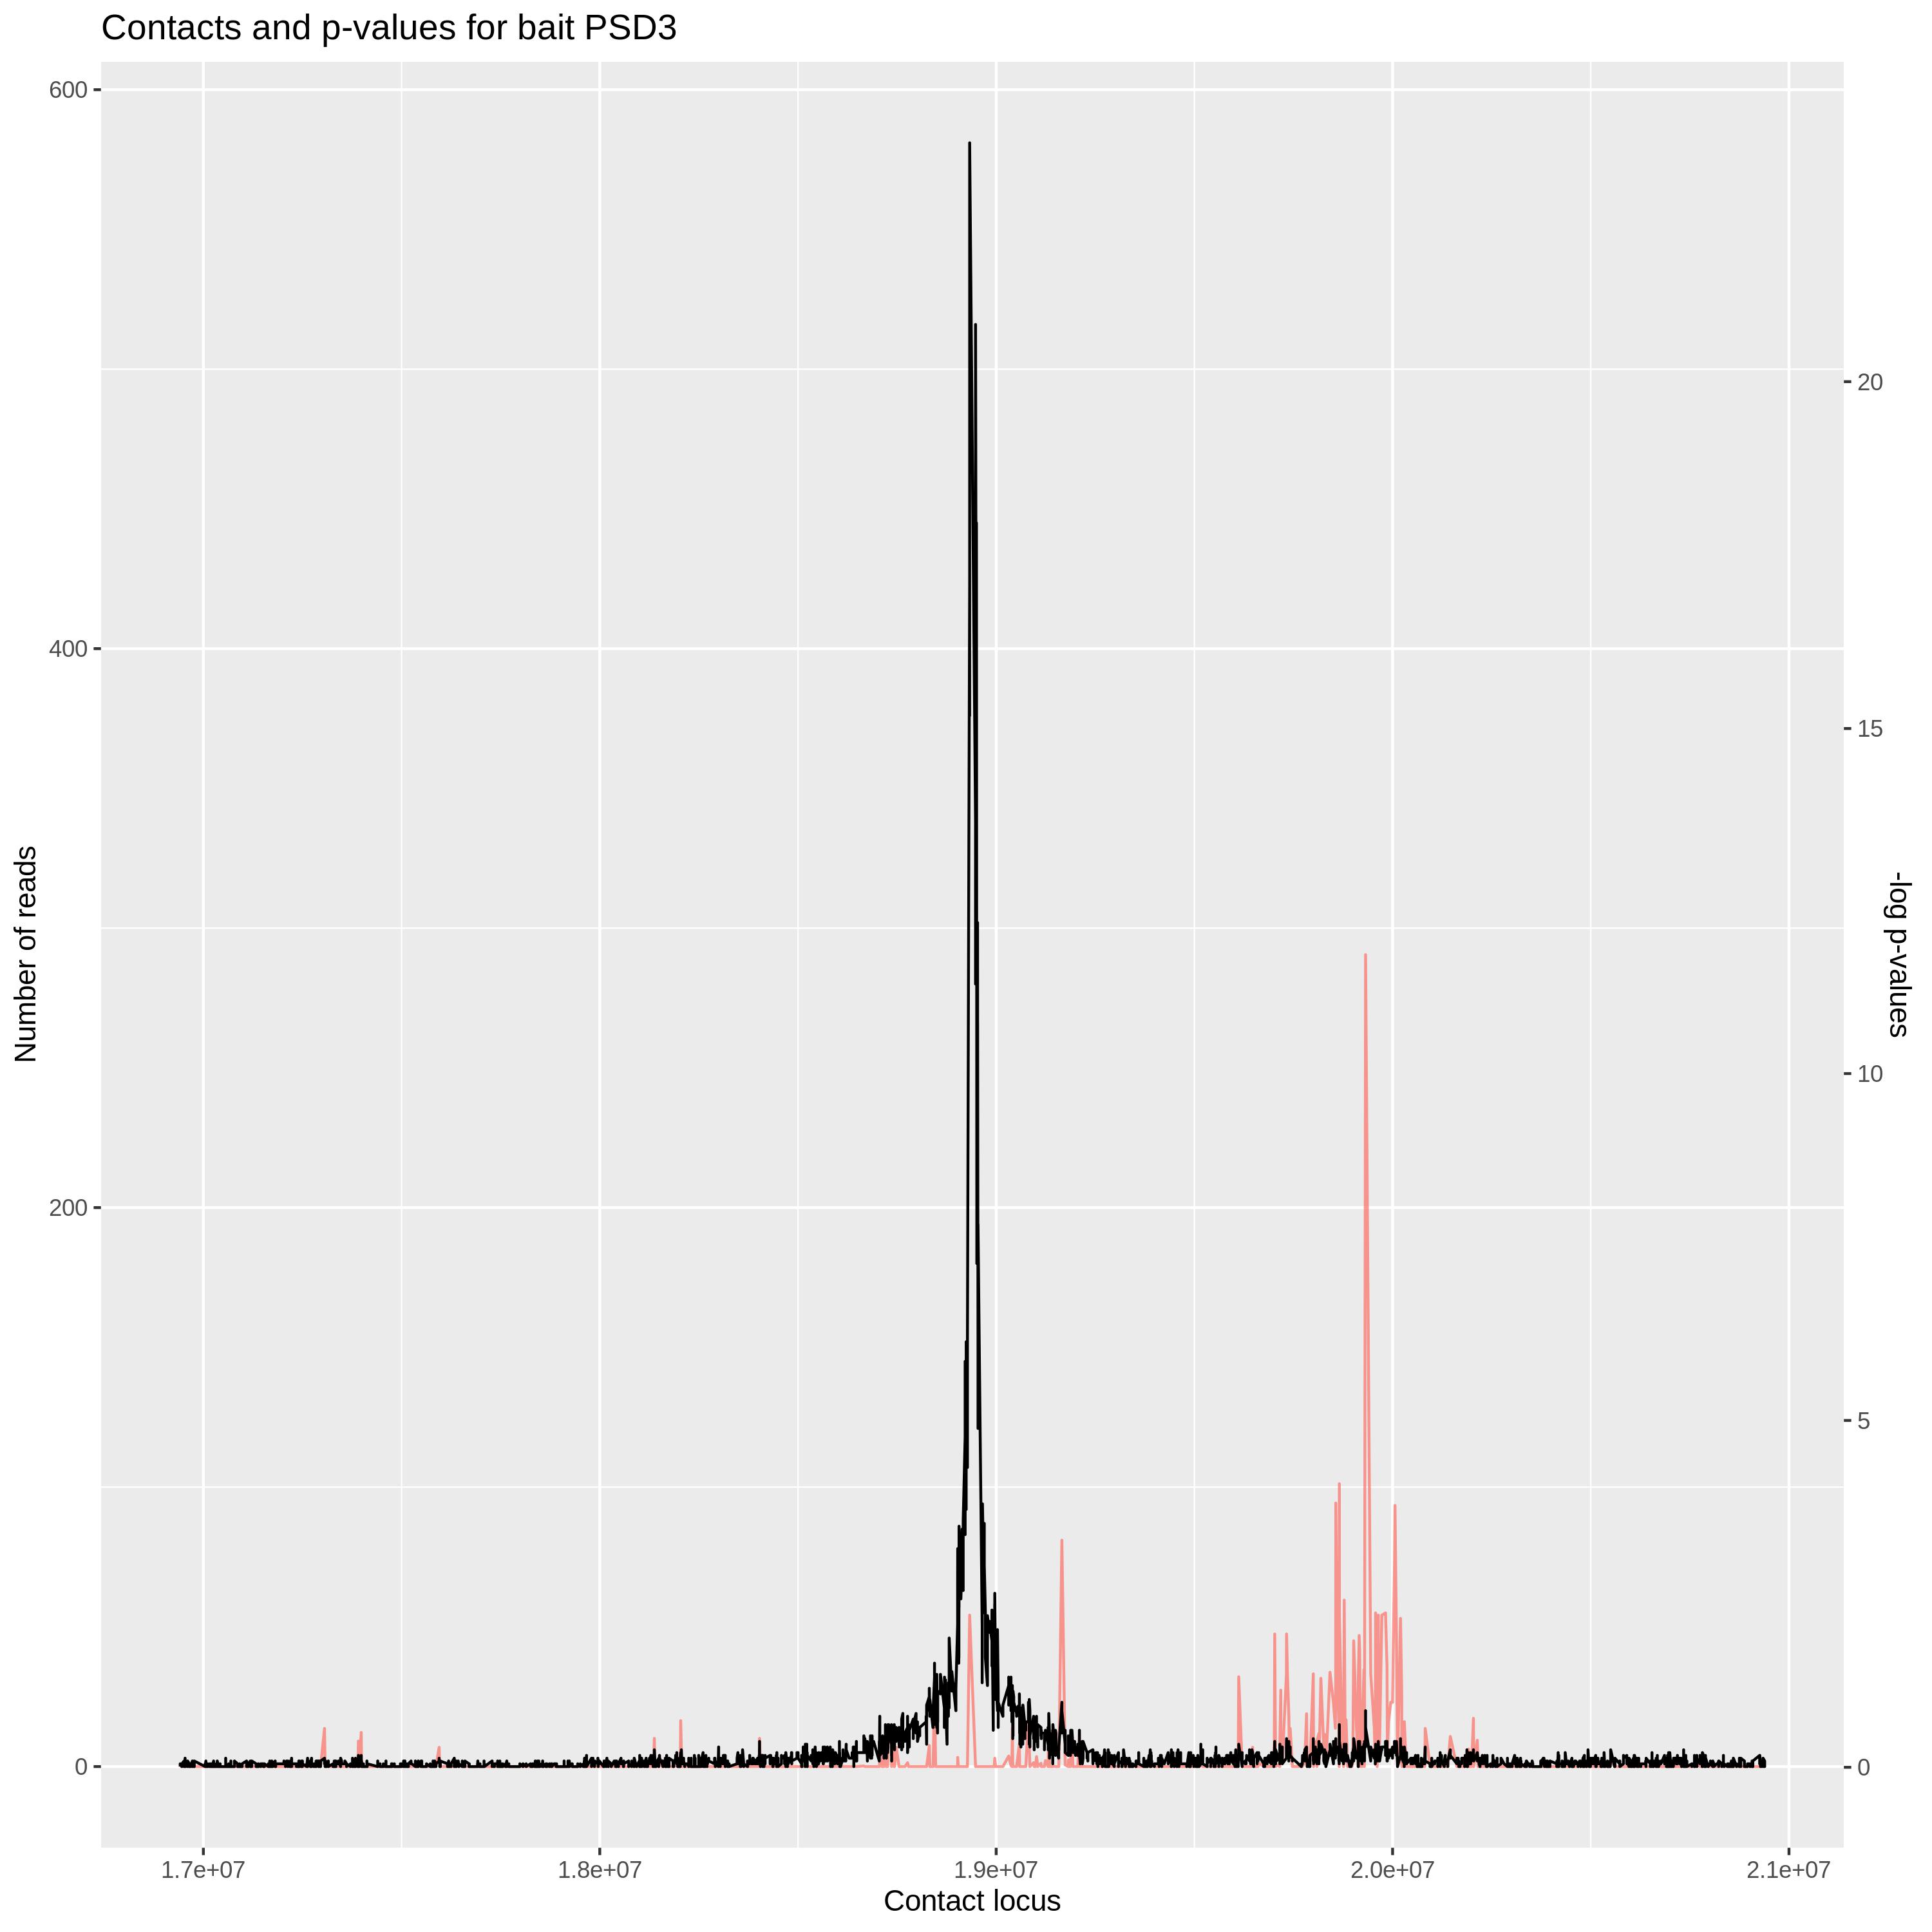 Contacts and p-values for bait PSD3
600
400
200
0
Number of reads
20
15
10
5
0
-log p-values
1.7e+07
1.8e+07
1.9e+07
2.0e+07
2.1e+07
Contact locus